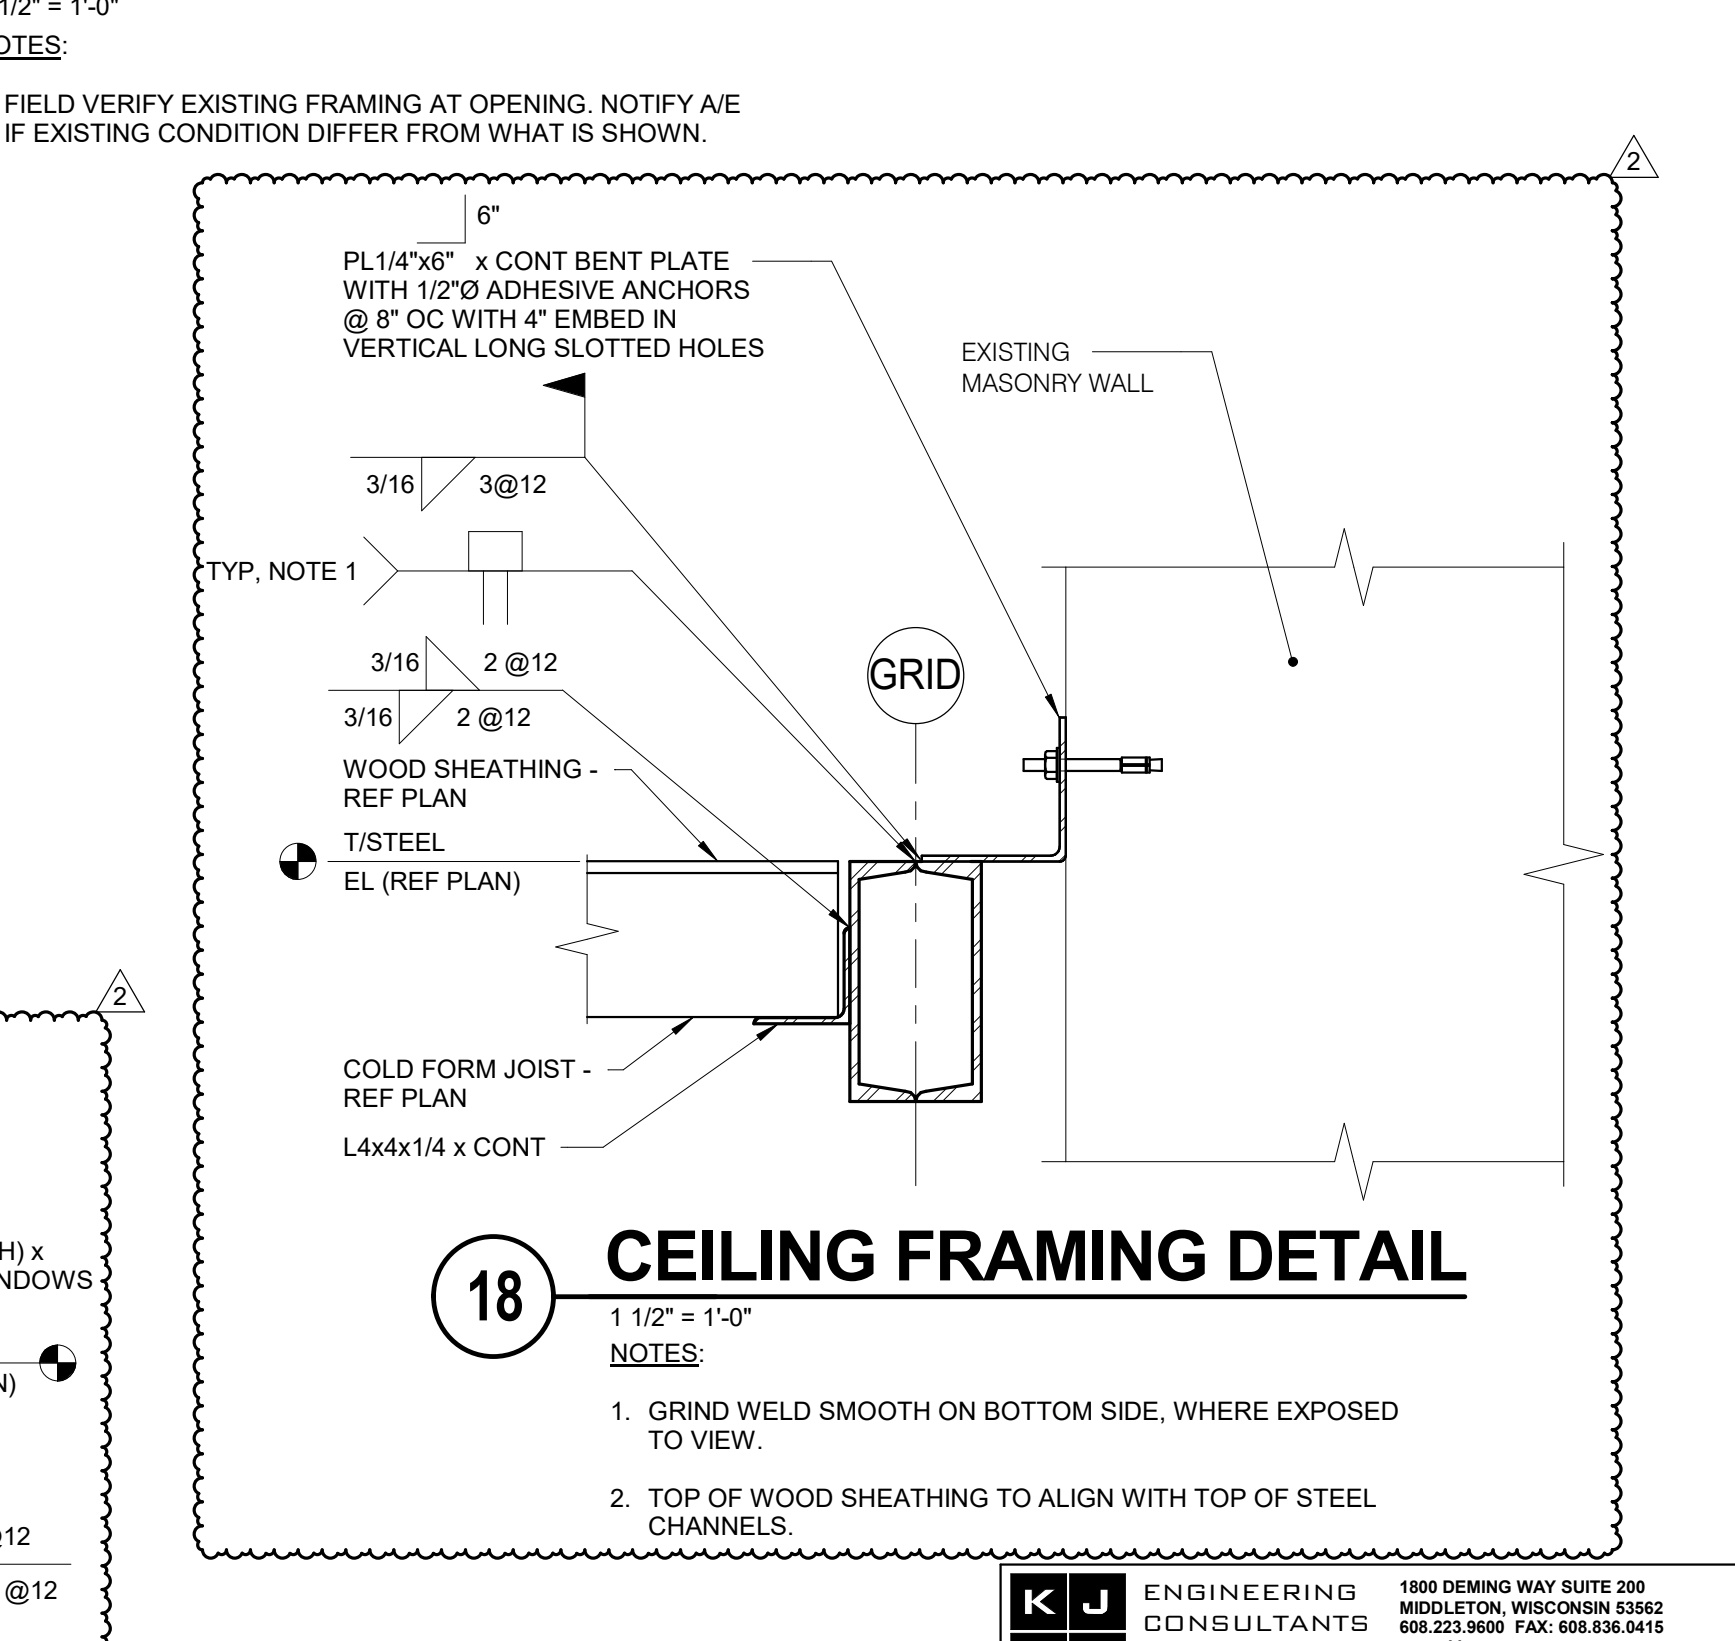 1/2" = 1'-0"
NOTES:
FIELD VERIFY EXISTING FRAMING AT OPENING. NOTIFY A/E
IF EXISTING CONDITION DIFFER FROM WHAT IS SHOWN.
2
6"
PL1/4"x6" x CONT BENT PLATE
WITH 1/2"Ø ADHESIVE ANCHORS
@ 8" OC WITH 4" EMBED IN
VERTICAL LONG SLOTTED HOLES
EXISTING
MASONRY WALL
3/16 3@12
TYP, NOTE 1
3/16 2 @12
3/16 2 @12
GRID
WOOD SHEATHING -
REF PLAN
T/STEEL
EL (REF PLAN)
COLD FORM JOIST -
REF PLAN
L4x4x1/4 x CONT
2
H) x
NDOWS
N)
@12
@12
18
CEILING FRAMING DETAIL
1 1/2" = 1'-0"
NOTES:
1. GRIND WELD SMOOTH ON BOTTOM SIDE, WHERE EXPOSED
TO VIEW.
2. TOP OF WOOD SHEATHING TO ALIGN WITH TOP OF STEEL
CHANNELS.
K J
ENGINEERING
CONSULTANTS
1800 DEMING WAY SUITE 200
MIDDLETON, WISCONSIN 53562
608.223.9600 FAX: 608.836.0415